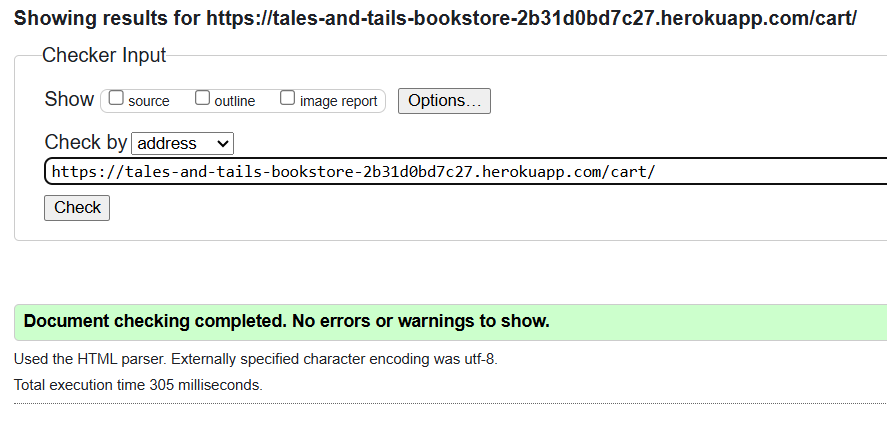 Showing results for https://tales-and-tails-bookstore-2b31d0bd7c27.herokuapp.com/cart/
Checker Input
Show source outline image report Options...
Check by address
https://tales-and-tails-bookstore-2b31d0bd7c27.herokuapp.com/cart/
Check
Document checking completed. No errors or warnings to show.
Used the HTML parser. Externally specified character encoding was utf-8.
Total execution time 305 milliseconds.